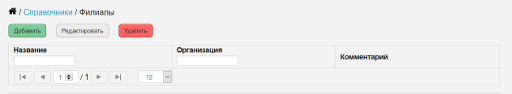 / Справочники / Филиалы
Добавить Редактировать Удалить
Название Организация Комментарий
1 / 1 12